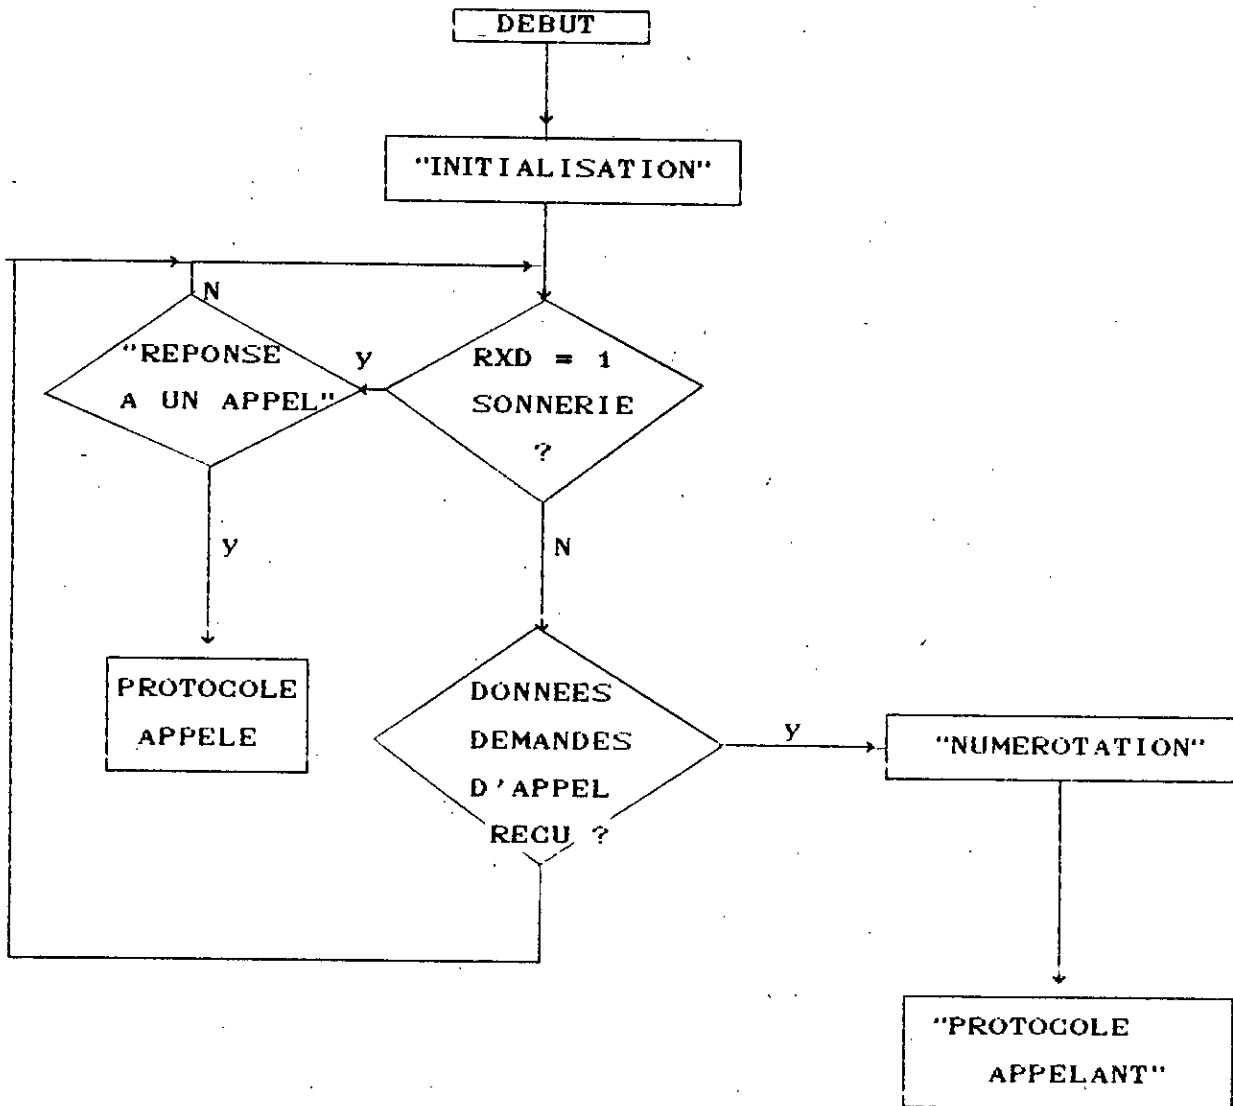 DEBUT
"INITIALISATION"
N
"REPONSE
A UN APPEL"
y
RXD = 1
SONNERIE
?
y
N
PROTOCOLE
APPELE
DONNEES
DEMANDES
D'APPEL
RECU ?
y
"NUMEROTATION"
"PROTOCOLE
APPELANT"